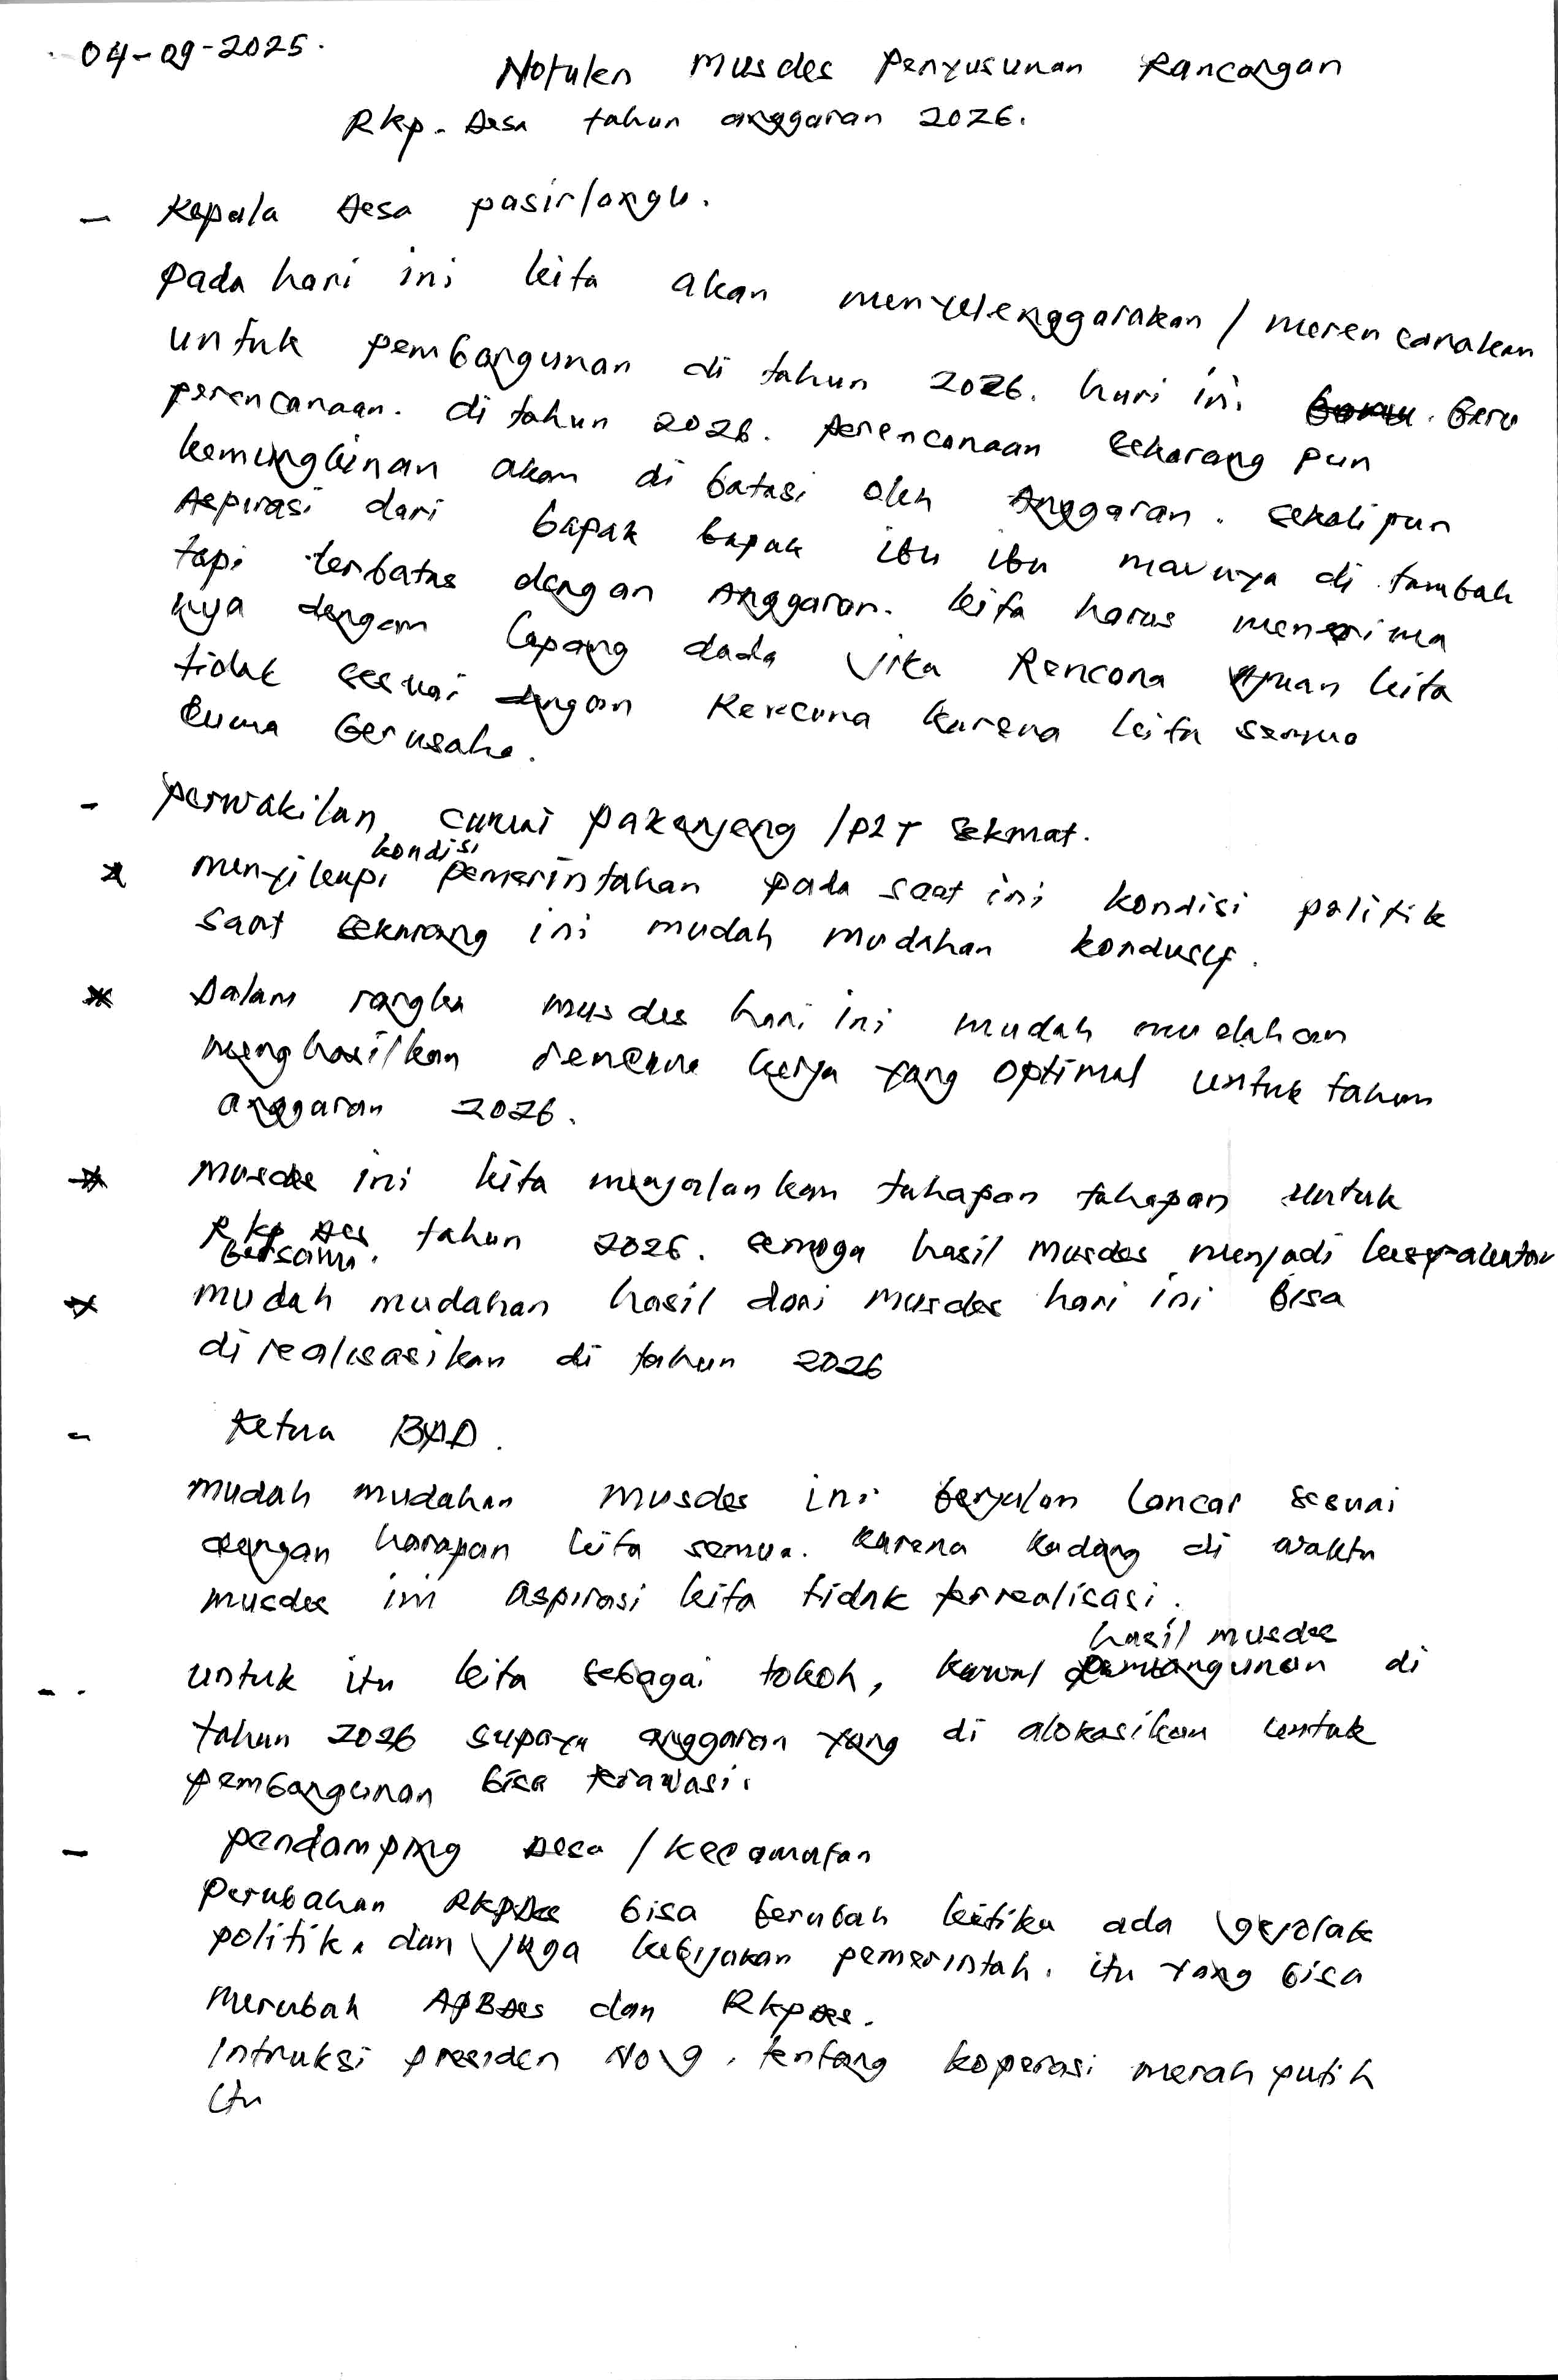 04-09-2025.
Notulen musdes Penyusunan Rancangan
Rkp. Desa tahun anggaran 2026.
- Kepala Desa pasirlangu.
Pada hari ini kita akan menyelenggarakan / merencanakan
untuk pembangunan di tahun 2026. hari ini baru
perencanaan. di tahun 2026. perencanaan sekarang pun
kemungkinan akan di batasi oleh Anggaran. sekalipun
Aspirasi dari bapak bapak ibu ibu maunya di tambah
tapi terbatas dengan Anggaran. kita harus menerima
nya dengan lapang dada jika Rencana kita
tidak sesuai dengan Rencana karena kita semua
cuma berusaha.
- perwakilan camat pak anjeng / PLT sekmat.
* menyikapi kondisi pemerintahan pada saat ini kondisi politik
saat sekarang ini mudah mudahan kondusif.
* Dalam rangka musdes hari ini mudah mudahan
menghasilkan rencana kerja yang optimal untuk tahun
anggaran 2026.
* musdes ini kita menjalankan tahapan tahapan untuk
Rkp Des tahun 2026. semoga hasil musdes menjadi kesepakatan
bersama.
* mudah mudahan hasil dari musdes hari ini bisa
di realisasikan di tahun 2026
- Ketua BPD.
mudah mudahan musdes ini berjalan lancar sesuai
dengan harapan kita semua. karena kadang di waktu
musdes ini aspirasi kita tidak terealisasi.
- . untuk itu kita sebagai tokoh, kawal hasil musdes pembangunan di
tahun 2026 supaya anggaran yang di alokasikan untuk
pembangunan bisa terawasi.
- pendamping Desa / kecamatan
Perubahan RKPDes bisa berubah ketika ada gejolak
politik, dan juga kebijakan pemerintah. itu yang bisa
merubah APBDes dan Rkpdes.
Intruksi presiden No 9. tentang koperasi merah putih
itu